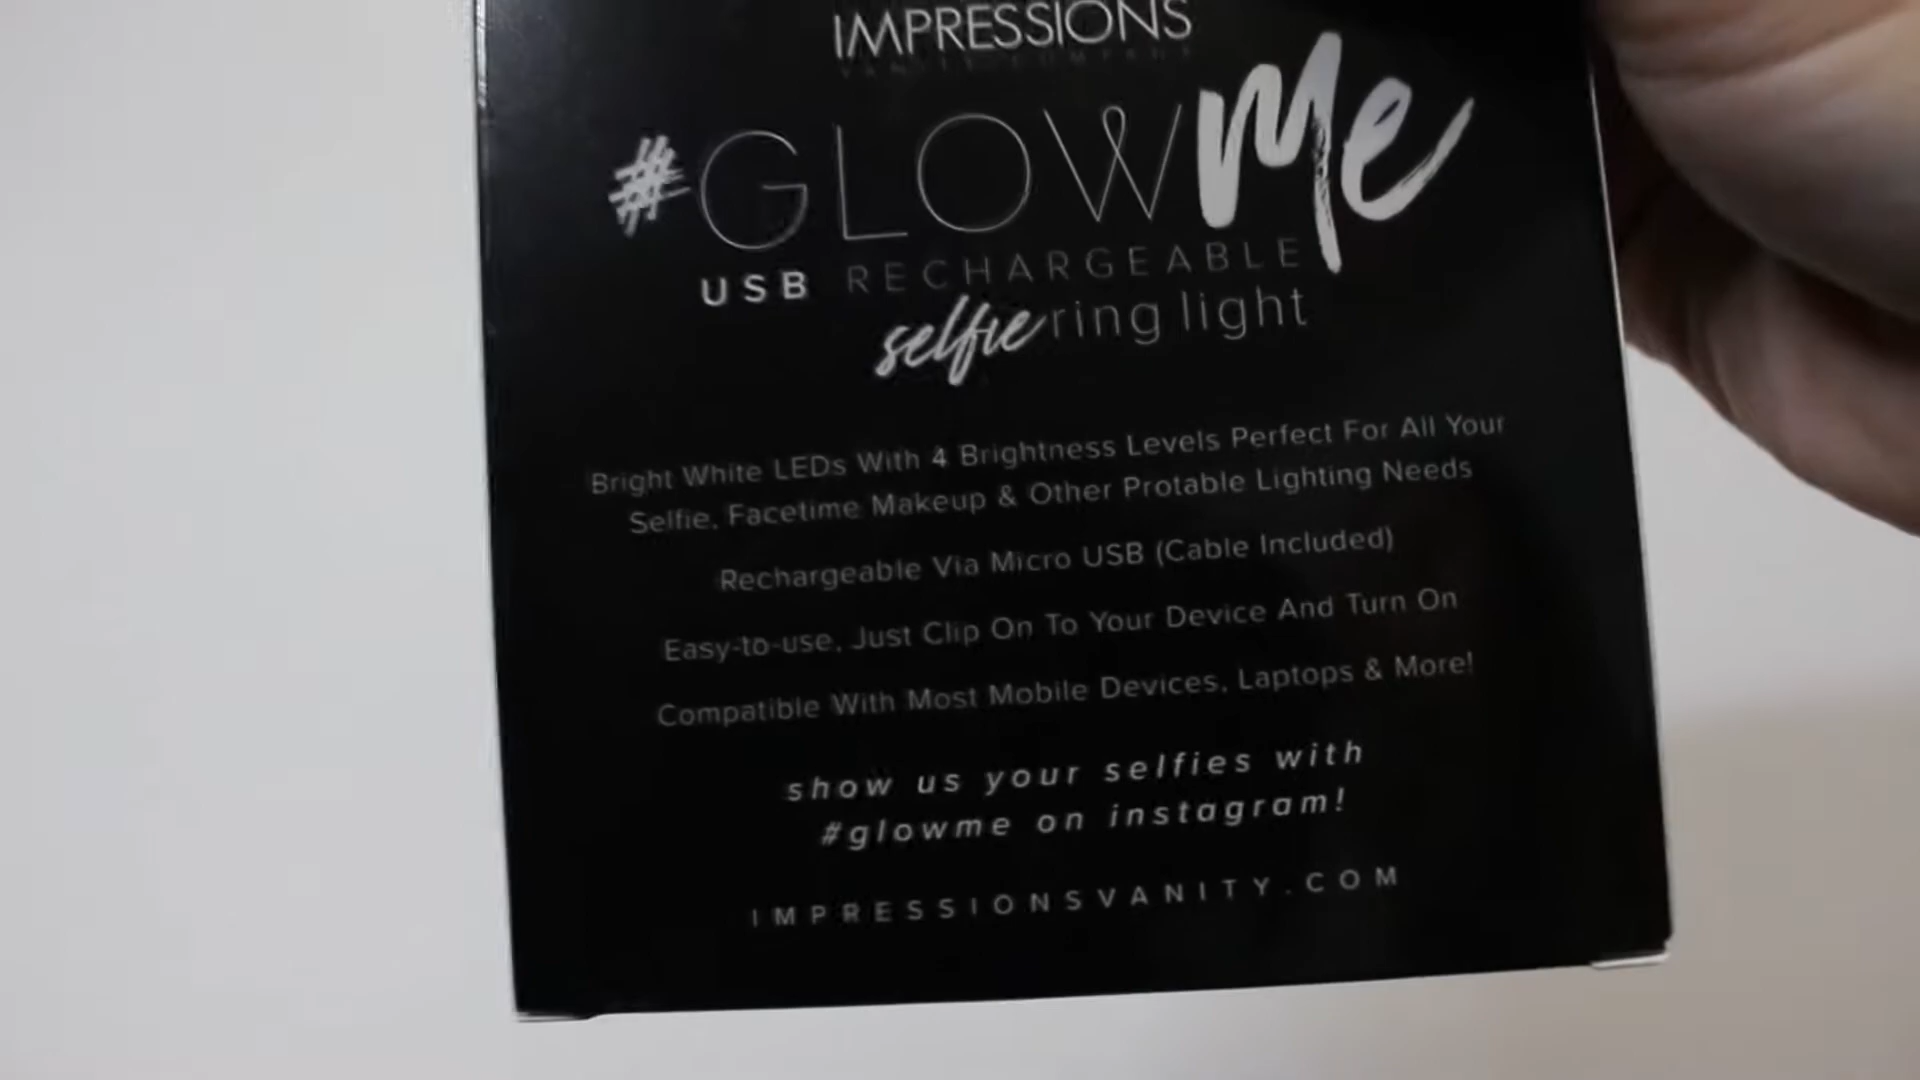 IMPRESSIONS
VANITY COMPANY
#GLOWMe
USB RECHARGEABLE
selfie ring light
Bright White LEDs With 4 Brightness Levels Perfect For All Your
Selfie, Facetime Makeup & Other Protable Lighting Needs
Rechargeable Via Micro USB (Cable Included)
Easy-to-use, Just Clip On To Your Device And Turn On
Compatible With Most Mobile Devices, Laptops & More!
show us your selfies with
#glowme on instagram!
IMPRESSIONSVANITY.COM